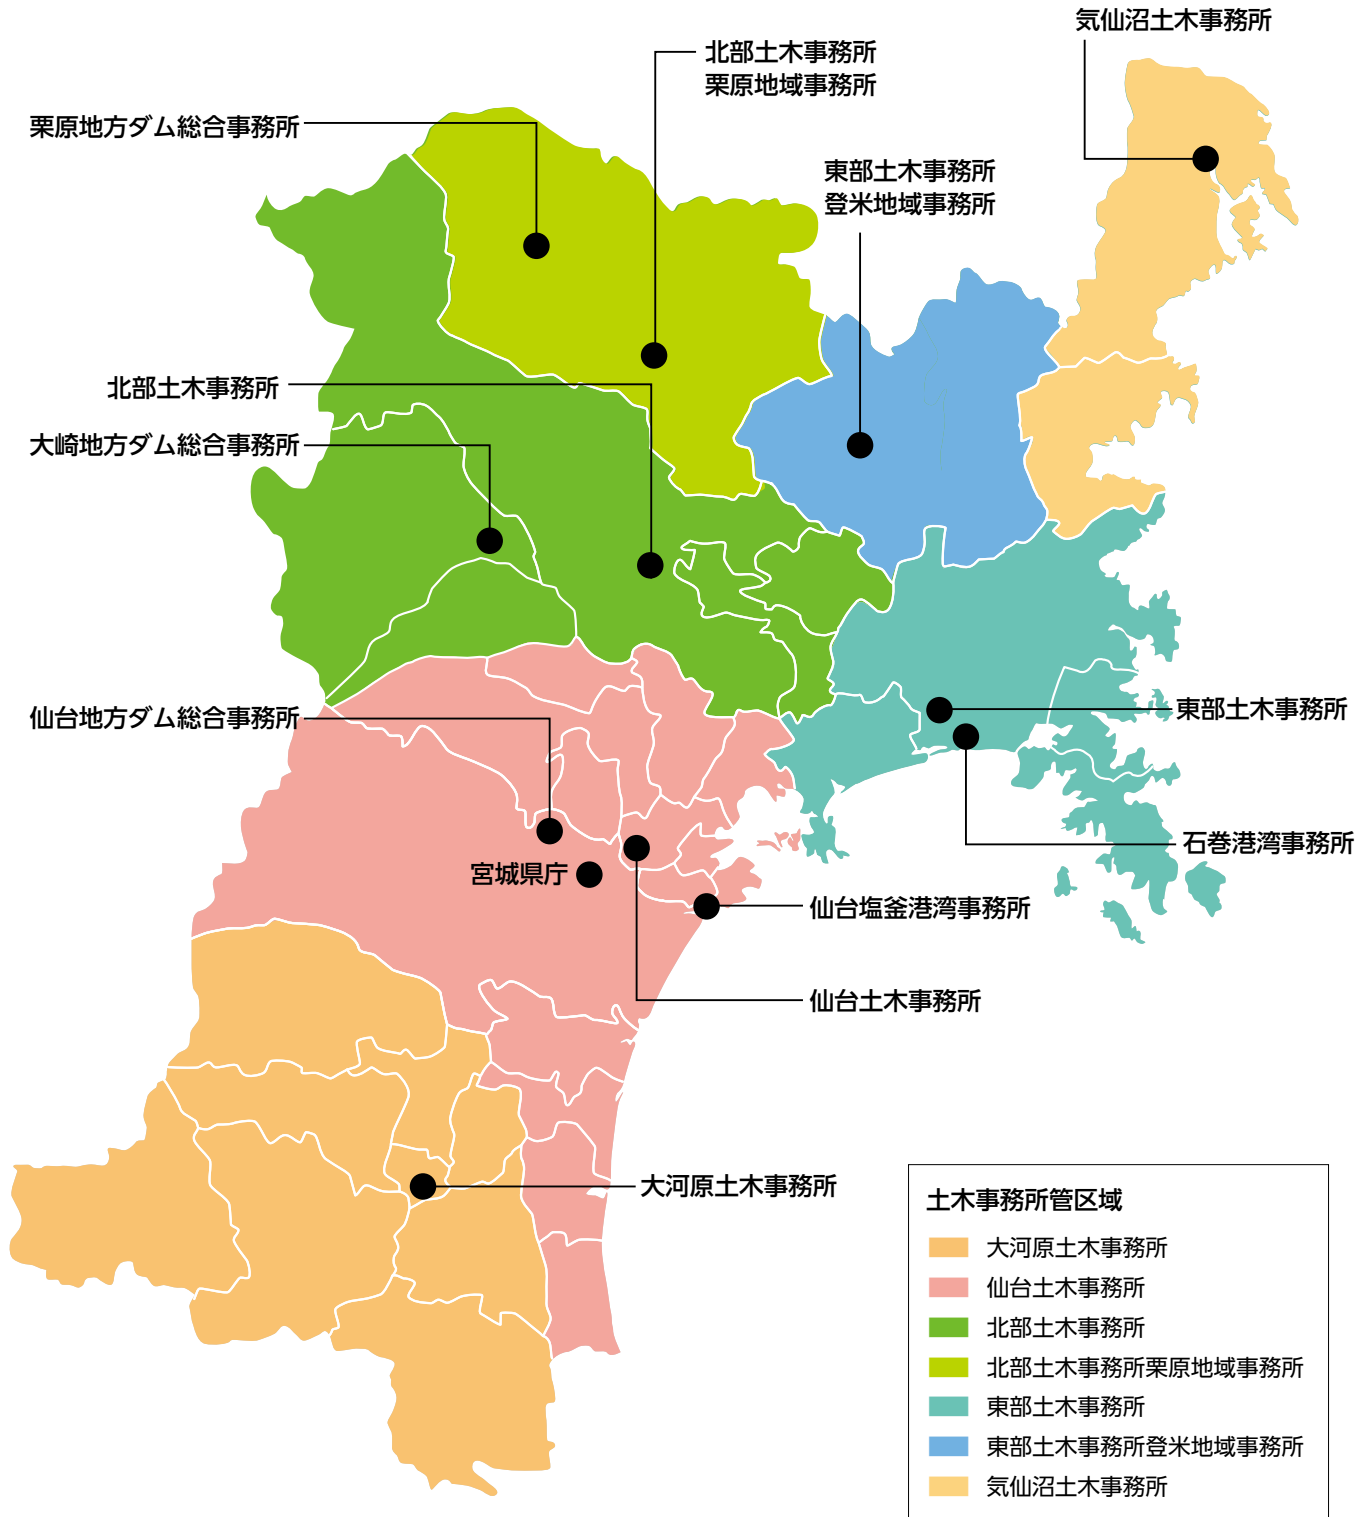 気仙沼土木事務所
北部土木事務所
栗原地域事務所
栗原地方ダム総合事務所
東部土木事務所
登米地域事務所
北部土木事務所
大崎地方ダム総合事務所
仙台地方ダム総合事務所
東部土木事務所
石巻港湾事務所
宮城県庁
仙台塩釜港湾事務所
仙台土木事務所
大河原土木事務所
土木事務所管区域
大河原土木事務所
仙台土木事務所
北部土木事務所
北部土木事務所栗原地域事務所
東部土木事務所
東部土木事務所登米地域事務所
気仙沼土木事務所